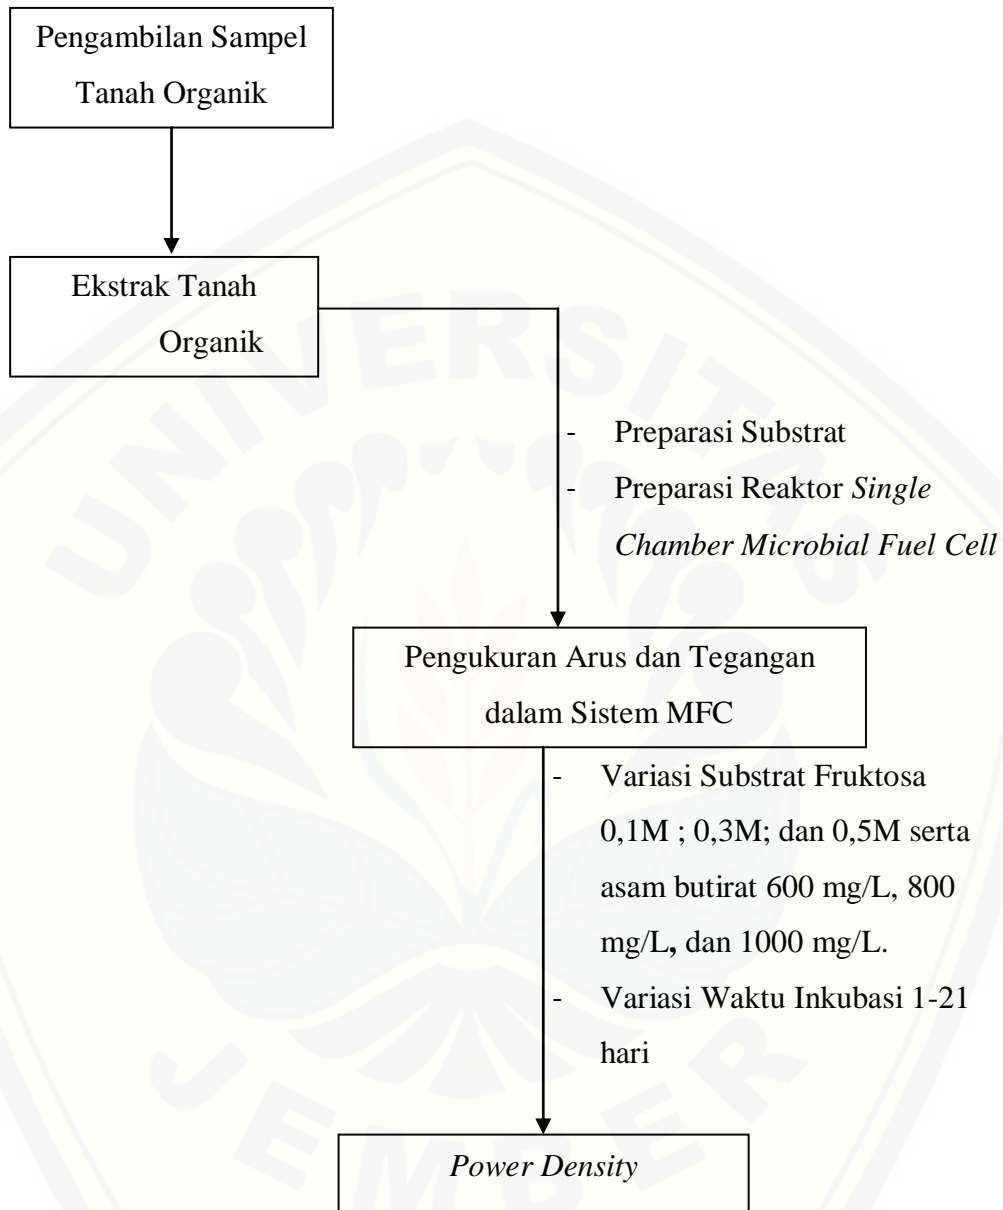 Pengambilan Sampel
Tanah Organik
Ekstrak Tanah
Organik
- Preparasi Substrat
- Preparasi Reaktor Single
Chamber Microbial Fuel Cell
Pengukuran Arus dan Tegangan
dalam Sistem MFC
- Variasi Substrat Fruktosa
0,1M ; 0,3M; dan 0,5M serta
asam butirat 600 mg/L, 800
mg/L, dan 1000 mg/L.
- Variasi Waktu Inkubasi 1-21
hari
Power Density
UNIVERSITAS
JEMBER